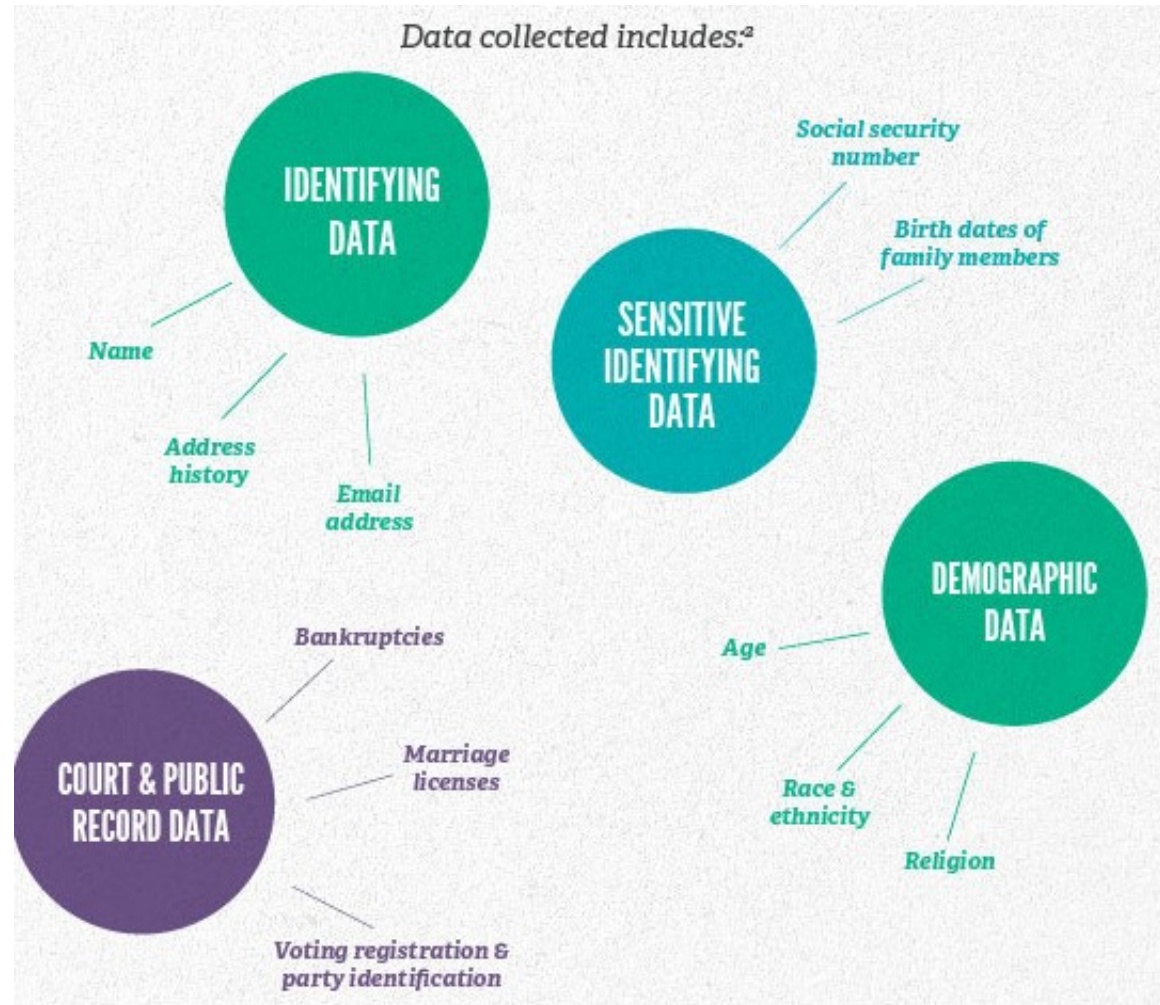 Data collected includes:²
IDENTIFYING
DATA
Name
Address
history
Email
address
Social security
number
Birth dates of
family members
SENSITIVE
IDENTIFYING
DATA
DEMOGRAPHIC
DATA
Age
Race &
ethnicity
Religion
Bankruptcies
Marriage
licenses
COURT & PUBLIC
RECORD DATA
Voting registration &
party identification